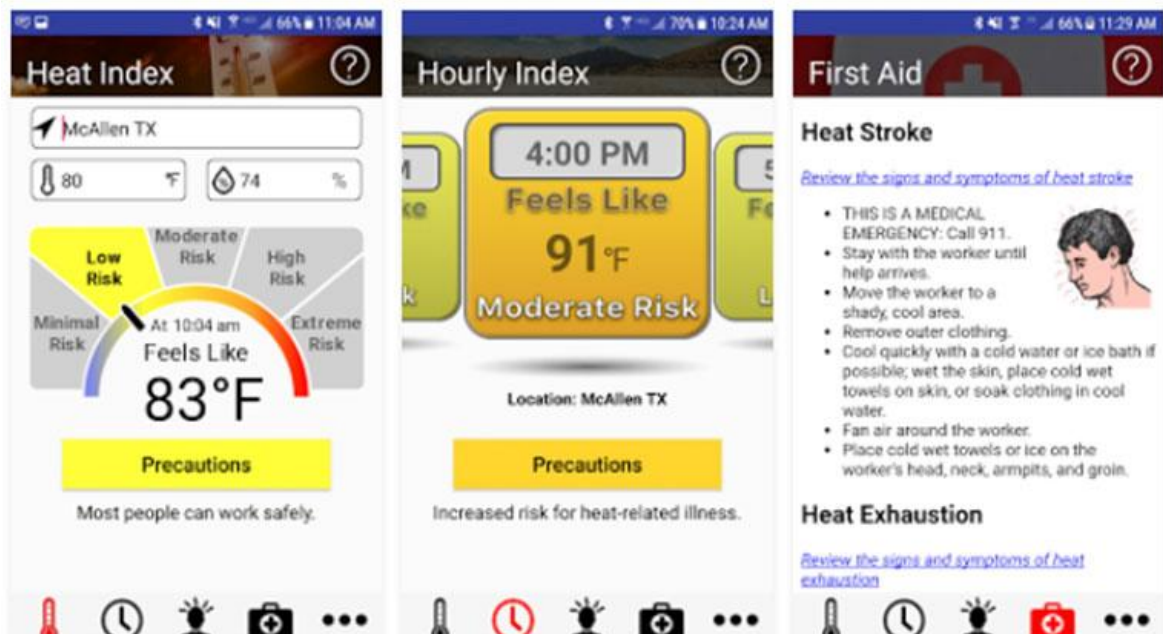 66% 11:04 AM
Heat Index
?
McAllen TX
80 °F
74 %
Minimal Risk
Low Risk
Moderate Risk
High Risk
Extreme Risk
At 10:04 am
Feels Like
83°F
Precautions
Most people can work safely.
70% 10:24 AM
Hourly Index
?
4:00 PM
Feels Like
91°F
Moderate Risk
Location: McAllen TX
Precautions
Increased risk for heat-related illness.
66% 11:29 AM
First Aid
?
Heat Stroke
Review the signs and symptoms of heat stroke
• THIS IS A MEDICAL
EMERGENCY: Call 911.
• Stay with the worker until
help arrives.
• Move the worker to a
shady, cool area.
• Remove outer clothing.
• Cool quickly with a cold water or ice bath if
possible; wet the skin, place cold wet
towels on skin, or soak clothing in cool
water.
• Fan air around the worker.
• Place cold wet towels or ice on the
worker's head, neck, armpits, and groin.
Heat Exhaustion
Review the signs and symptoms of heat
exhaustion